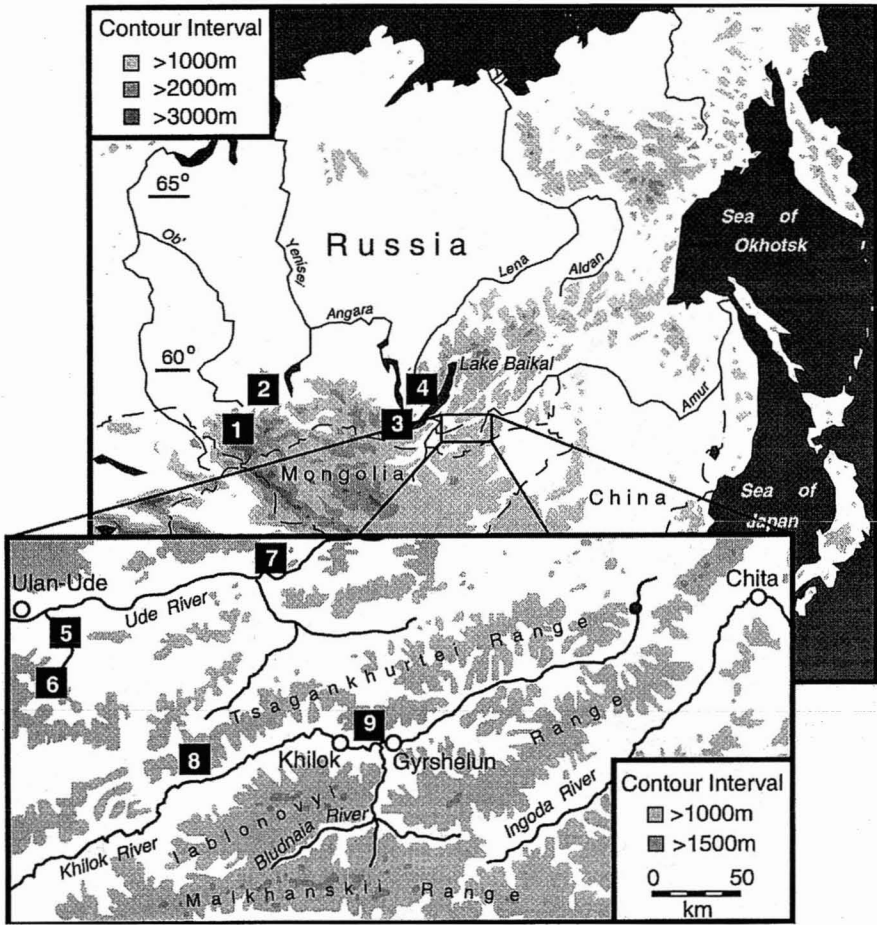 Contour Interval
>1000m
>2000m
>3000m
65°
Ob'
Yenisei
Russia
Lena
Aldan
Sea of
Okhotsk
Angara
60°
Lake Baikal
2
4
1
3
Amur
Mongolia
China
Sea of
Japan
7
Ulan-Ude
Ude River
Chita
5
6
Tsagankhurtei Range
9
8
Khilok
Gyrshelun
Range
Iablonovyi
Bludnaia River
Ingoda River
Khilok River
Malkhanskii Range
Contour Interval
>1000m
>1500m
0 50
km